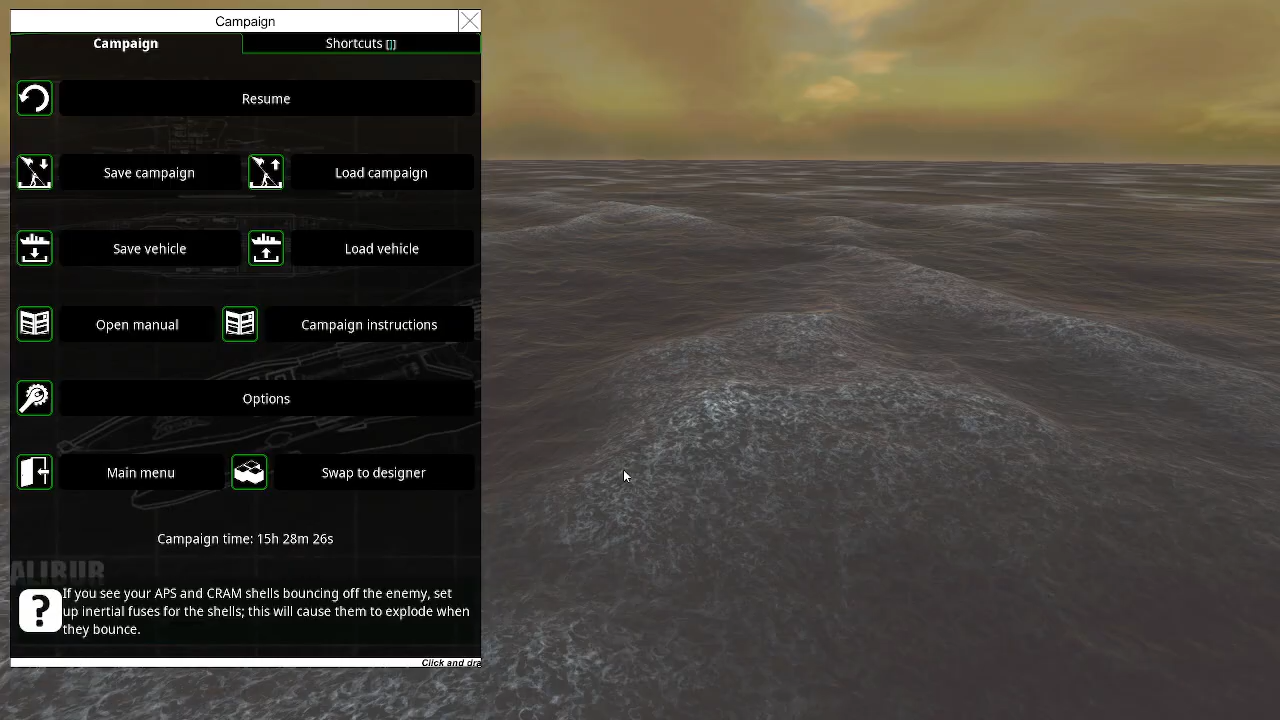 Campaign
Campaign
Shortcuts []]
Resume
Save campaign
Load campaign
Save vehicle
Load vehicle
Open manual
Campaign instructions
Options
Main menu
Swap to designer
Campaign time: 15h 28m 26s
ALIBUR
If you see your APS and CRAM shells bouncing off the enemy, set
up inertial fuses for the shells; this will cause them to explode when
they bounce.
Click and dra